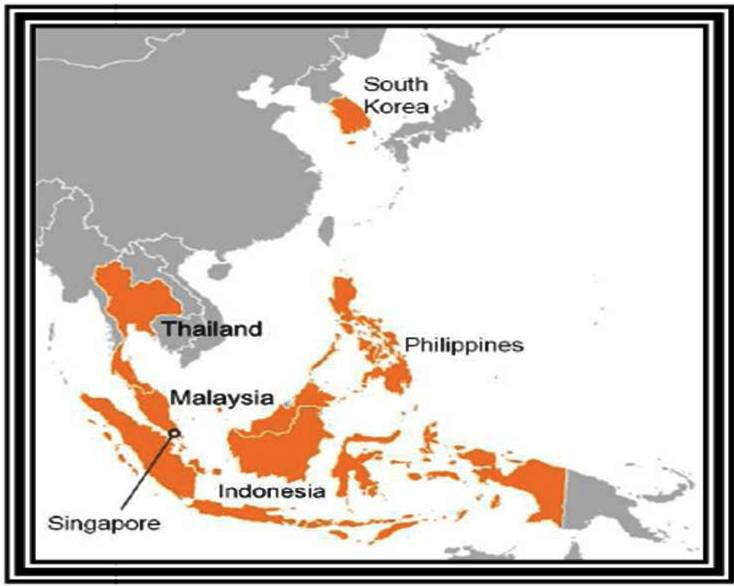 South
Korea
Thailand
Philippines
Malaysia
Indonesia
Singapore